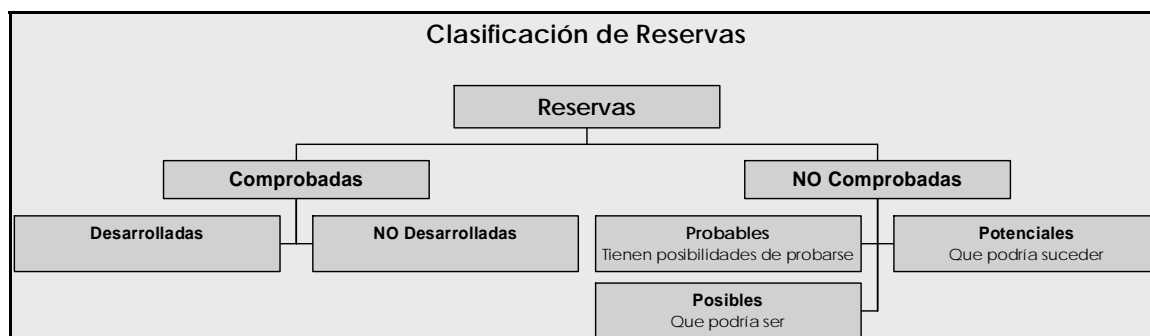 Clasificación de Reservas
Reservas
Comprobadas
NO Comprobadas
Desarrolladas
NO Desarrolladas
Probables
Tienen posibilidades de probarse
Potenciales
Que podría suceder
Posibles
Que podría ser